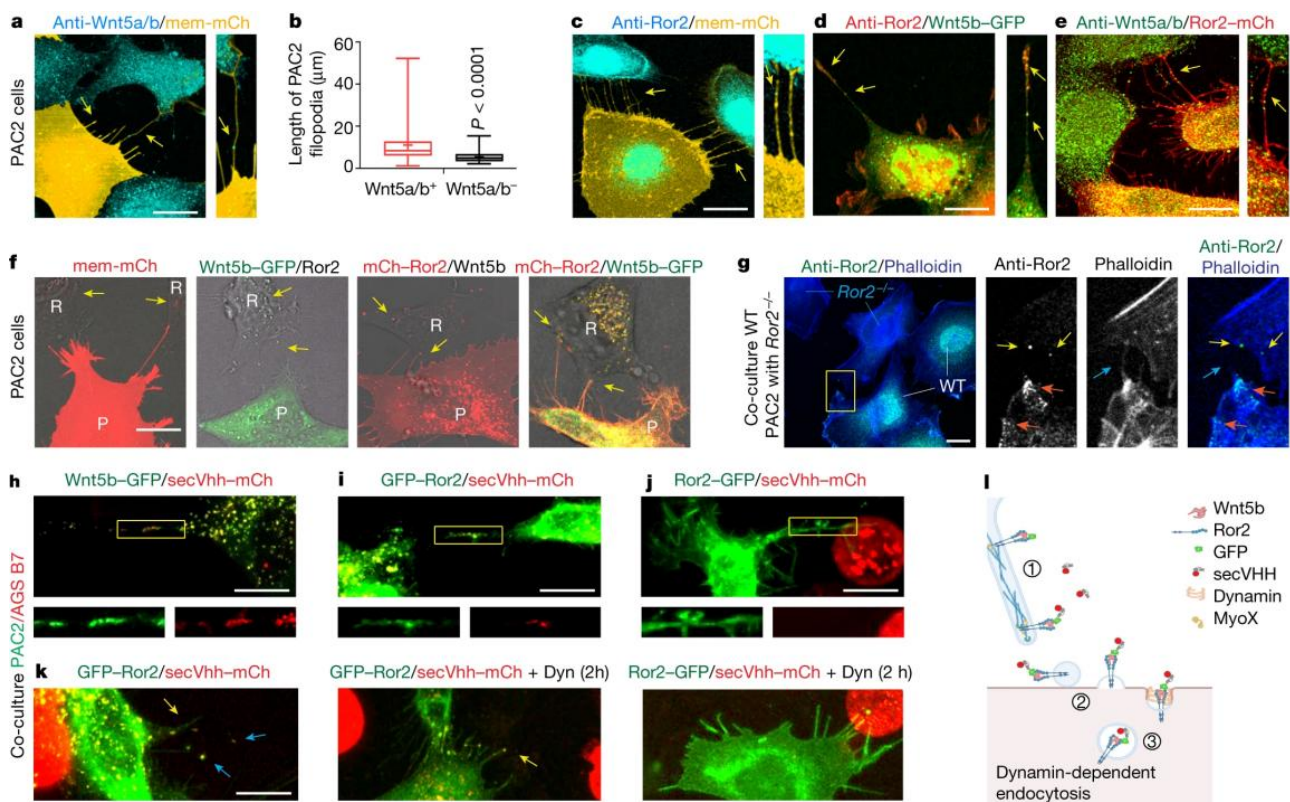 a
Anti-Wnt5a/b/mem-mCh
PAC2 cells
b
Length of PAC2
filopodia (μm)
60
40
20
0
P < 0.0001
Wnt5a/b+
Wnt5a/b−
c
Anti-Ror2/mem-mCh
d
Anti-Ror2/Wnt5b–GFP
e
Anti-Wnt5a/b/Ror2–mCh
f
PAC2 cells
mem-mCh
R
R
P
Wnt5b–GFP/Ror2
R
P
mCh–Ror2/Wnt5b
R
P
mCh–Ror2/Wnt5b–GFP
R
P
g
Co-culture WT
PAC2 with Ror2−/−
Anti-Ror2/Phalloidin
Ror2−/−
WT
Anti-Ror2
Phalloidin
Anti-Ror2/
Phalloidin
Co-culture PAC2/AGS B7
h
Wnt5b–GFP/secVhh–mCh
i
GFP–Ror2/secVhh–mCh
j
Ror2–GFP/secVhh–mCh
k
GFP–Ror2/secVhh–mCh
GFP–Ror2/secVhh–mCh + Dyn (2h)
Ror2–GFP/secVhh–mCh + Dyn (2 h)
l
Wnt5b
Ror2
GFP
secVHH
Dynamin
MyoX
①
②
③
Dynamin-dependent
endocytosis